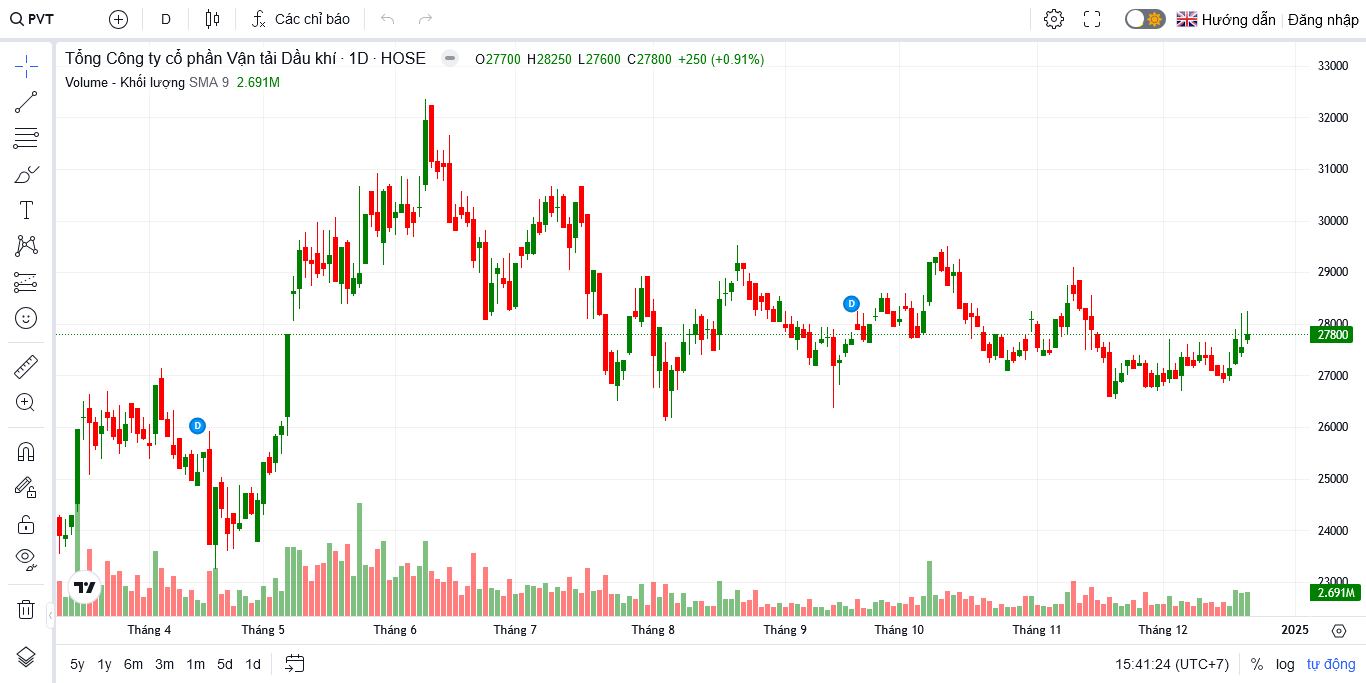 PVT D Các chỉ báo Hướng dẫn Đăng nhập
Tổng Công ty cổ phần Vận tải Dầu khí · 1D · HOSE O27700 H28250 L27600 C27800 +250 (+0.91%)
Volume - Khối lượng SMA 9 2.691M
33000
32000
31000
30000
29000
28000
27800
27000
26000
25000
24000
23000
2.691M
D
D
T
Tháng 4 Tháng 5 Tháng 6 Tháng 7 Tháng 8 Tháng 9 Tháng 10 Tháng 11 Tháng 12 2025
5y 1y 6m 3m 1m 5d 1d 15:41:24 (UTC+7) % log tự động